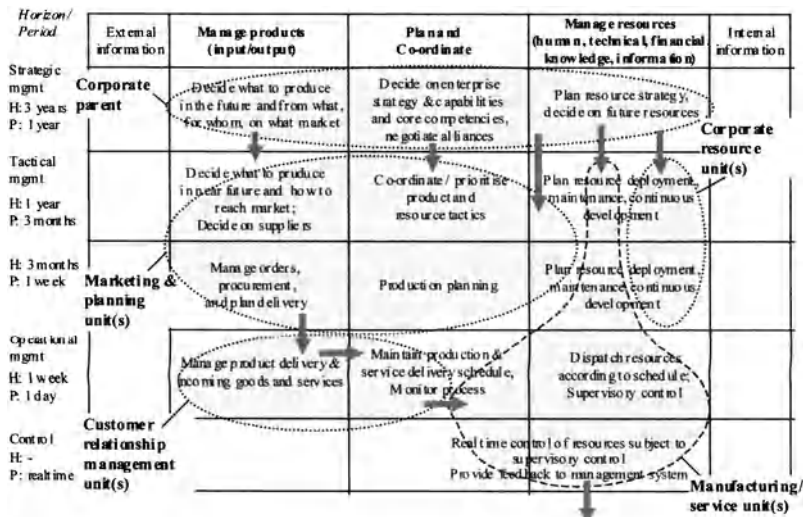 Horizon/
Period
External
information
Manage products
(input/output)
Plan and
Co-ordinate
Manage resources
(human, technical, financial
knowledge, information)
Internal
information
Strategic
mgmt
H: 3 years
P: 1 year
Corporate
parent
Decide what to produce
in the future and from what,
for whom, on what market
Decide on enterprise
strategy & capabilities
and core competencies,
negotiate alliances
Plan resource strategy,
decide on future resources
Corporate
resource
unit(s)
Tactical
mgmt
H: 1 year
P: 3 months
Decide what to pruduce
in near future and how to
reach market;
Decide on suppliers
Co-ordinate / prioritise
product and
resource tactics
Plan resource deployment,
maintenance, continuous
development
H: 3 months
P: 1 week
Marketing &
planning
unit(s)
Manage orders,
procurement,
and plan delivery
Production planning
Plan resource deployment,
maintenance, continuous
development
Operational
mgmt
H: 1 week
P: 1 day
Manage product delivery &
incoming goods and services
Maintain production &
service delivery schedule,
Monitor process
Dispatch resources
according to schedule;
Supervisory control
Customer
relationship
management
unit(s)
Control
H: -
P: realtime
Real time control of resources subject to
supervisory control
Provide feedback to management system
Manufacturing/
service unit(s)